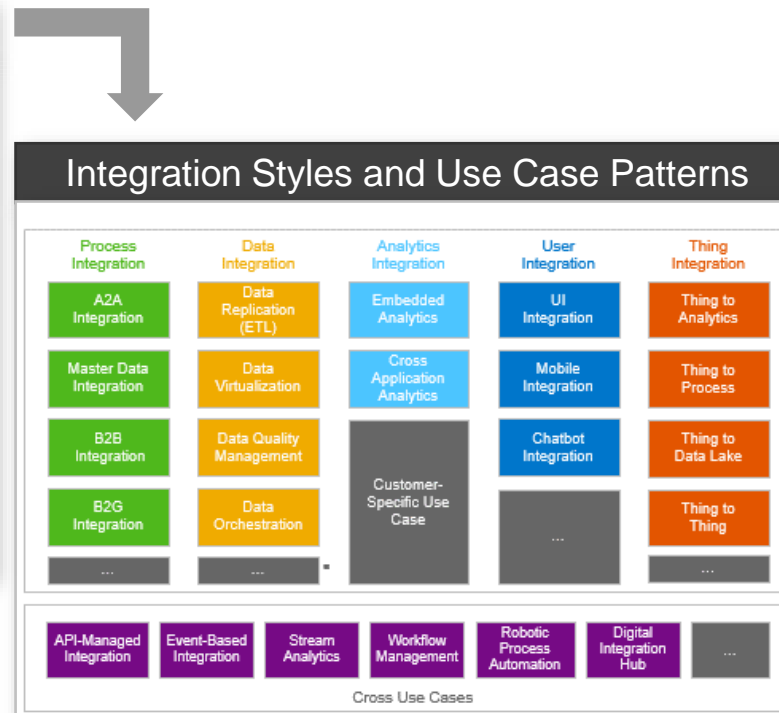 Integration Styles and Use Case Patterns
Process
Integration
Data
Integration
Analytics
Integration
User
Integration
Thing
Integration
A2A
Integration
Data
Replication
(ETL)
Embedded
Analytics
UI
Integration
Thing to
Analytics
Master Data
Integration
Data
Virtualization
Cross
Application
Analytics
Mobile
Integration
Thing to
Process
B2B
Integration
Data Quality
Management
Customer-
Specific Use
Case
Chatbot
Integration
Thing to
Data Lake
B2G
Integration
Data
Orchestration
...
Thing to
Thing
...
...
...
API-Managed
Integration
Event-Based
Integration
Stream
Analytics
Workflow
Management
Robotic
Process
Automation
Digital
Integration
Hub
...
Cross Use Cases